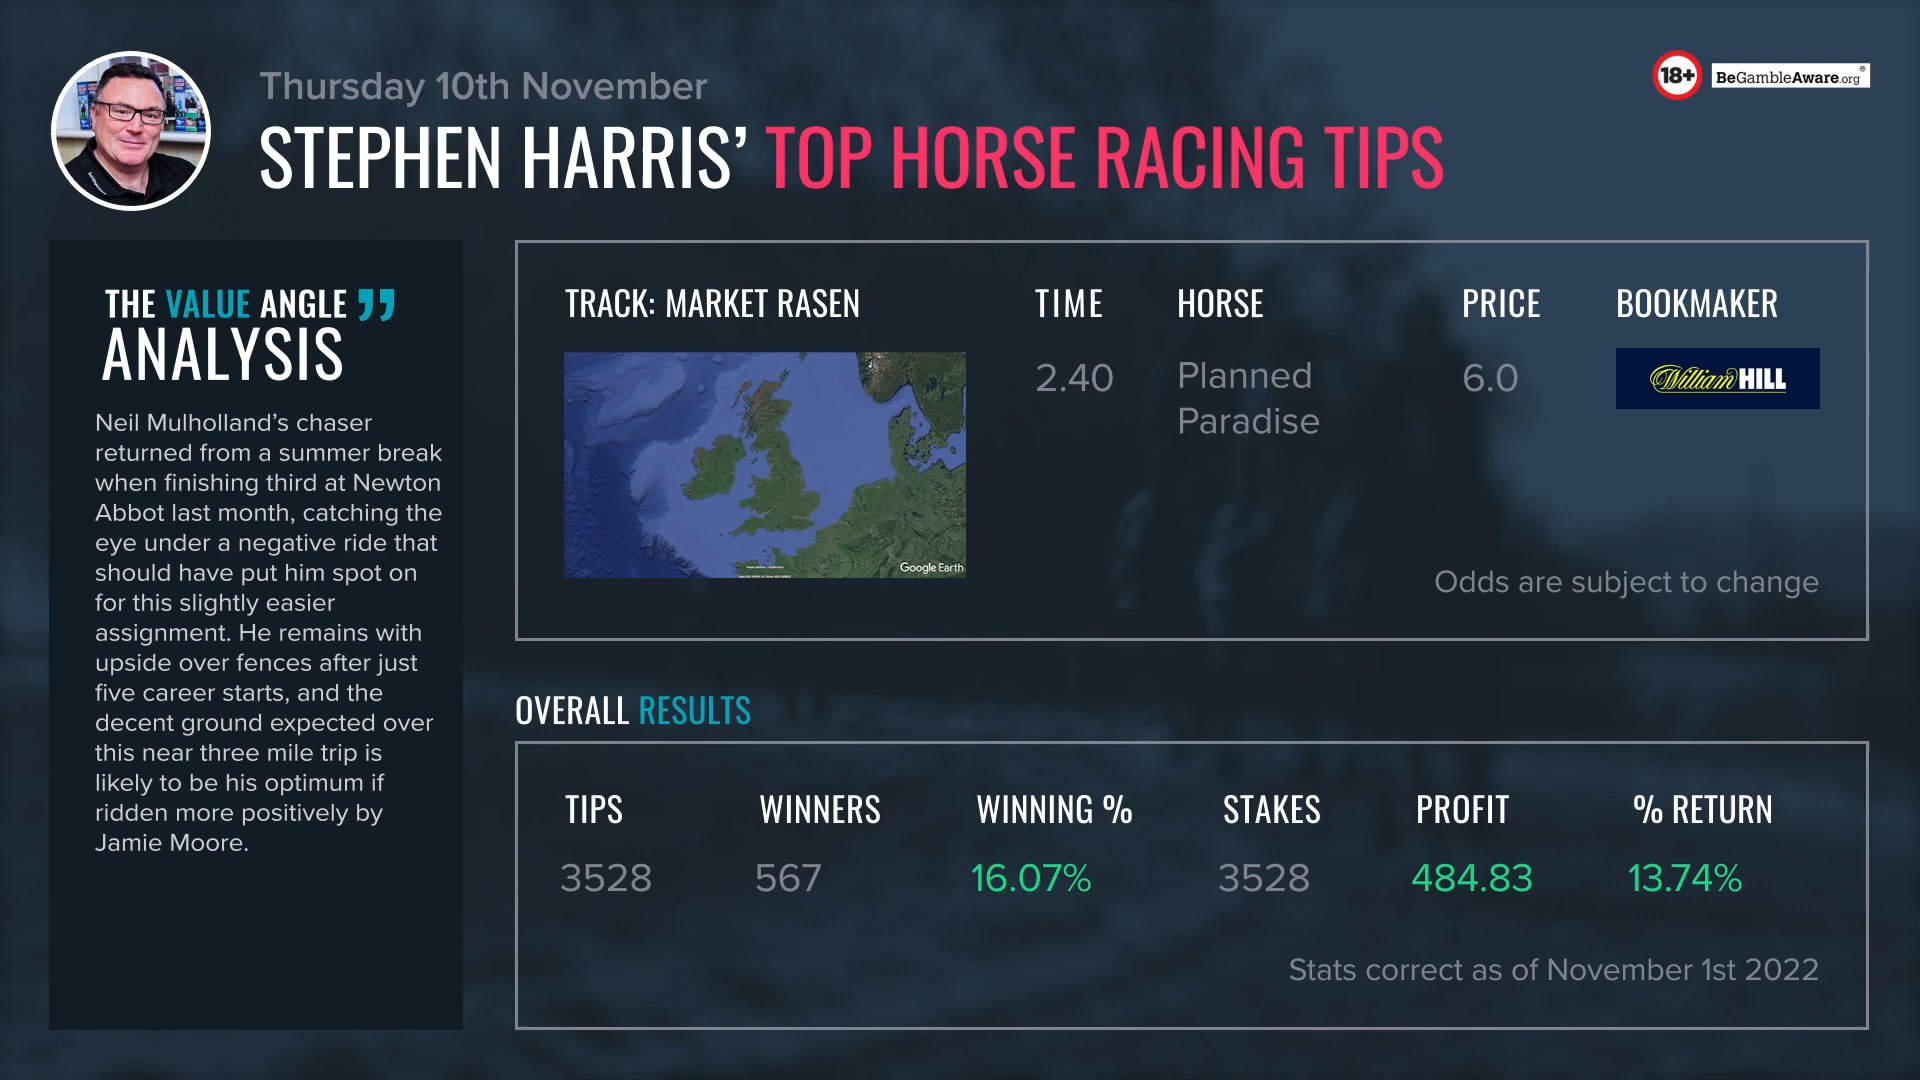 Thursday 10th November
STEPHEN HARRIS’ TOP HORSE RACING TIPS
18+
BeGambleAware.org®
THE VALUE ANGLE ”
ANALYSIS
Neil Mulholland’s chaser
returned from a summer break
when finishing third at Newton
Abbot last month, catching the
eye under a negative ride that
should have put him spot on
for this slightly easier
assignment. He remains with
upside over fences after just
five career starts, and the
decent ground expected over
this near three mile trip is
likely to be his optimum if
ridden more positively by
Jamie Moore.
TRACK: MARKET RASEN
TIME
HORSE
PRICE
BOOKMAKER
2.40
Planned
Paradise
6.0
William HILL
Google Earth
Odds are subject to change
OVERALL RESULTS
TIPS
WINNERS
WINNING %
STAKES
PROFIT
% RETURN
3528
567
16.07%
3528
484.83
13.74%
Stats correct as of November 1st 2022